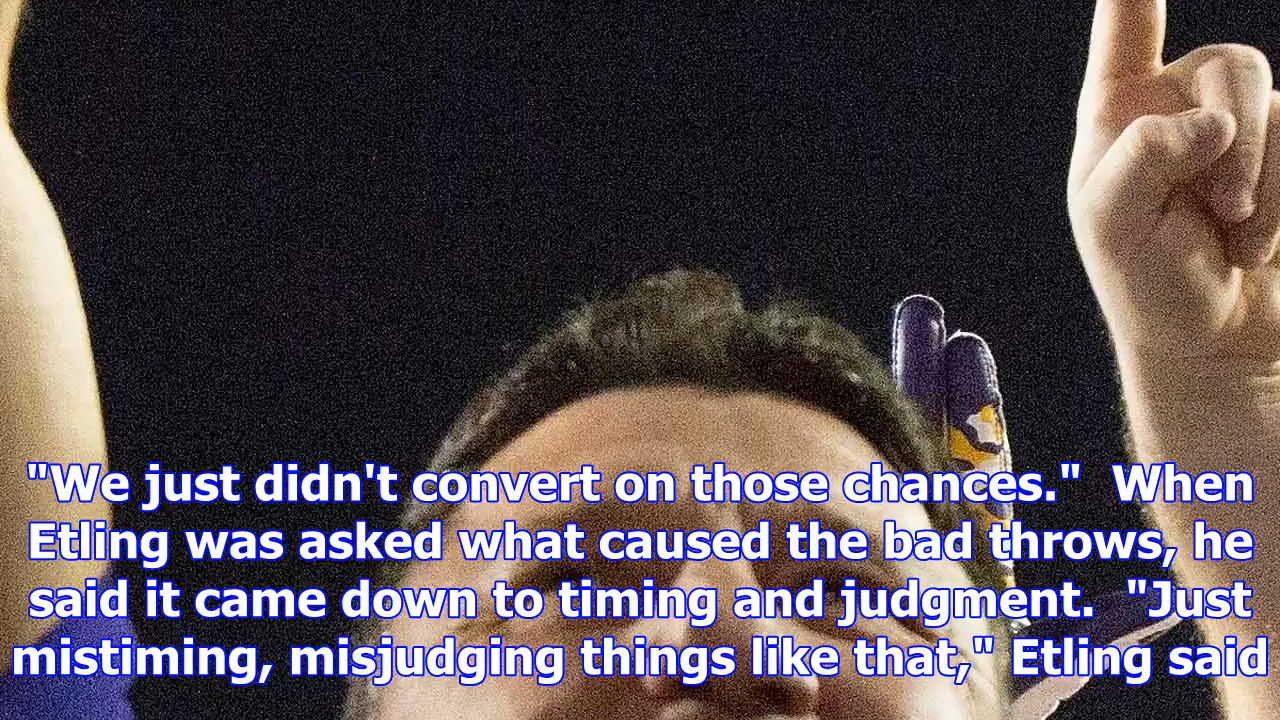 "We just didn't convert on those chances."  When
Etling was asked what caused the bad throws, he
said it came down to timing and judgment.  "Just
mistiming, misjudging things like that," Etling said